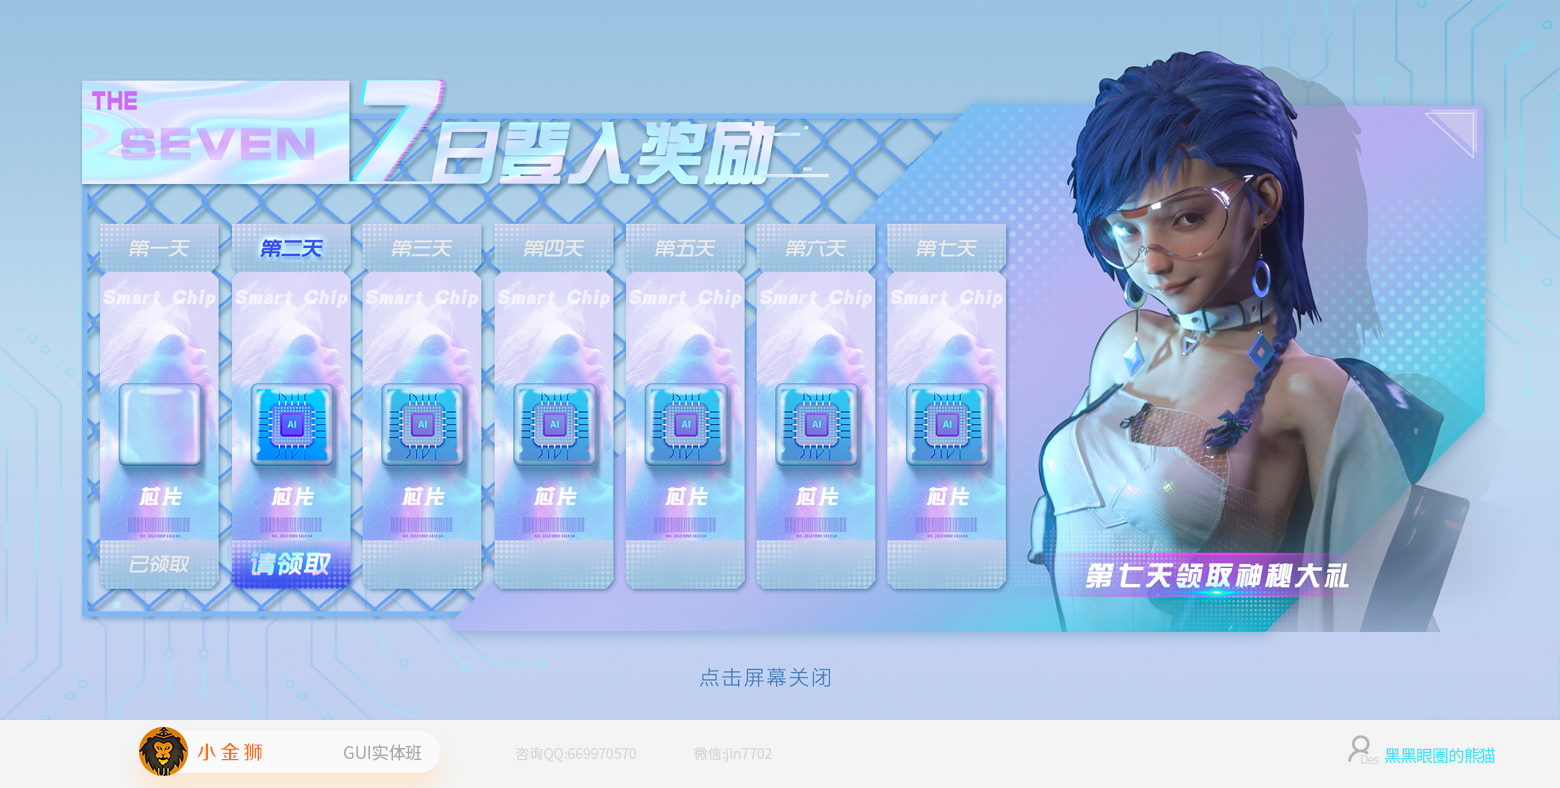 THE
SEVEN
7日登入奖励
第一天
第二天
第三天
第四天
第五天
第六天
第七天
Smart Chip
Smart Chip
Smart Chip
Smart Chip
Smart Chip
Smart Chip
Smart Chip
AI
AI
AI
AI
AI
AI
芯片
芯片
芯片
芯片
芯片
芯片
芯片
已领取
请领取
第七天领取神秘大礼
点击屏幕关闭
小金狮
GUI实体班
咨询QQ:669970570
微信:jin7702
Des
黑黑眼圈的熊猫